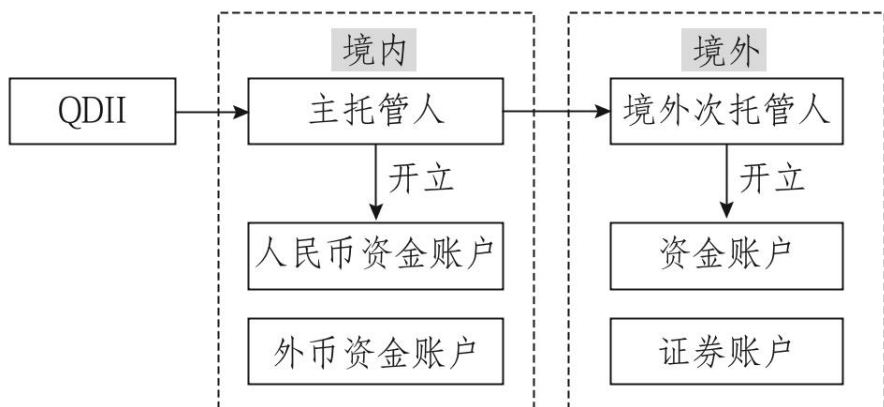 境内
境外
QDII
主托管人
境外次托管人
开立
开立
人民币资金账户
资金账户
外币资金账户
证券账户